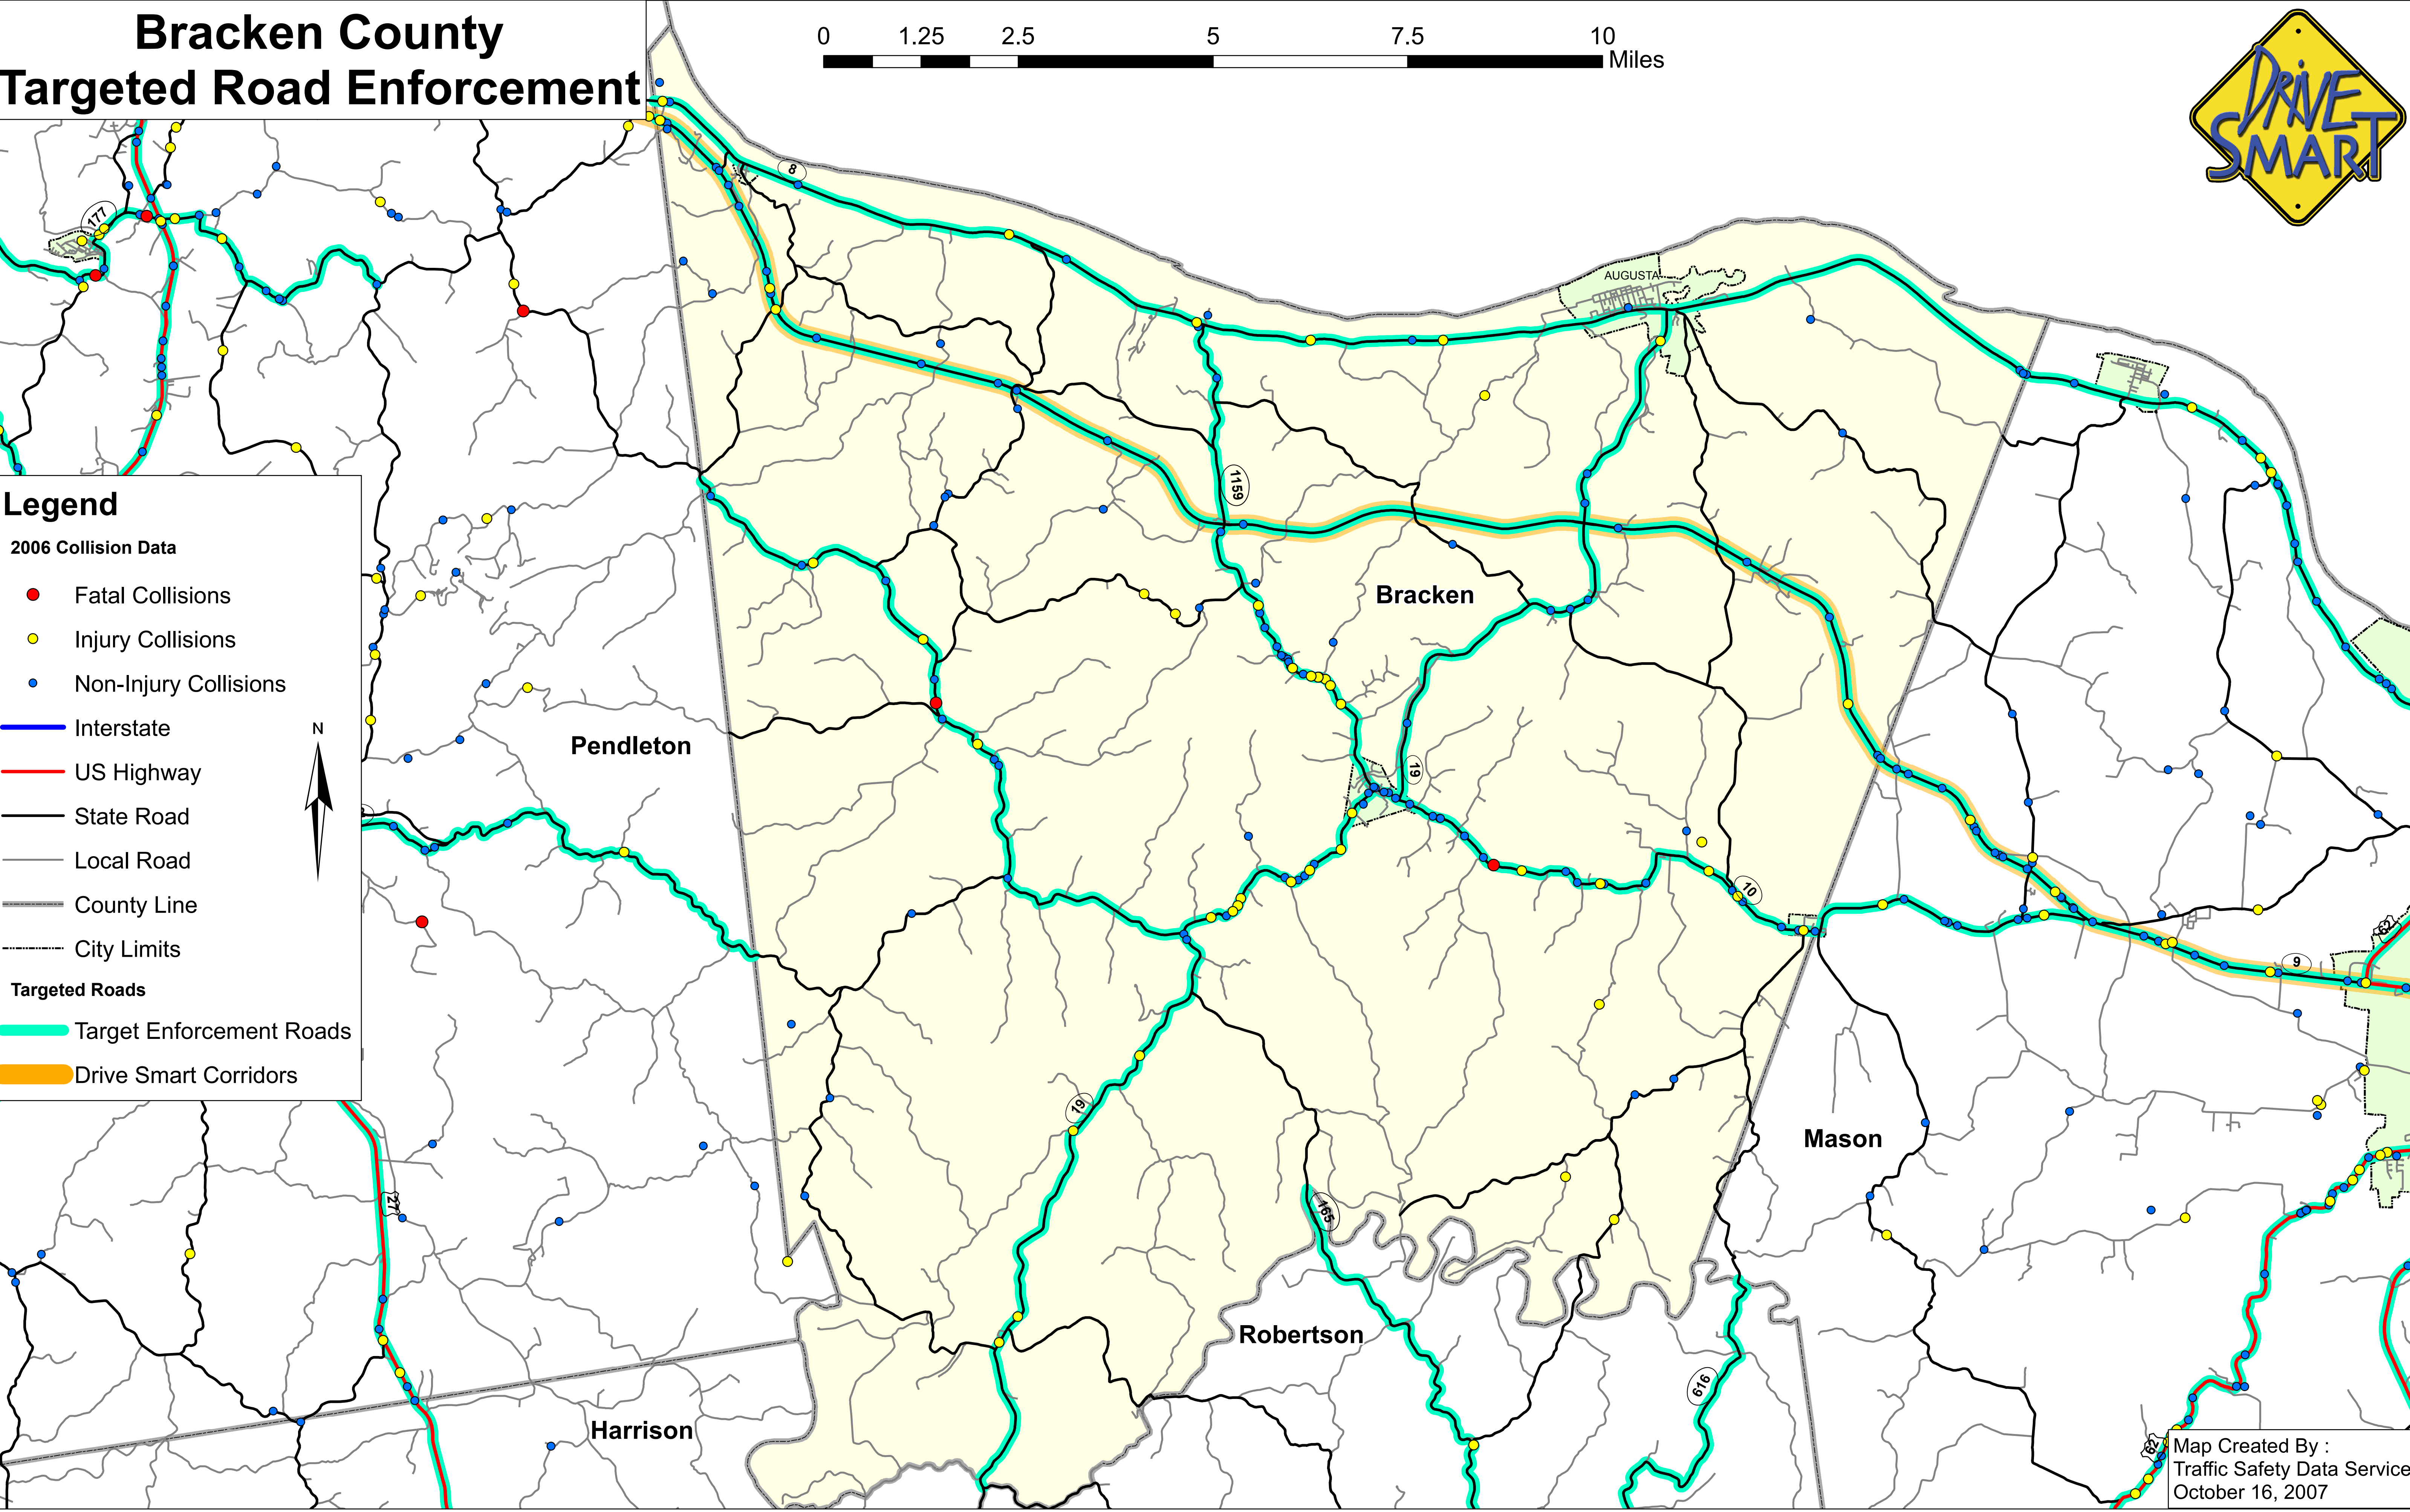 Bracken County
Targeted Road Enforcement
0 1.25 2.5 5 7.5 10
Miles
DRIVE
SMART
8
177
AUGUSTA
1159
Legend
2006 Collision Data
Fatal Collisions
Injury Collisions
Non-Injury Collisions
Interstate
US Highway
State Road
Local Road
County Line
City Limits
Targeted Roads
Target Enforcement Roads
Drive Smart Corridors
N
Bracken
Pendleton
19
10
62
9
19
Mason
27
165
Robertson
616
Harrison
62
Map Created By :
Traffic Safety Data Service
October 16, 2007